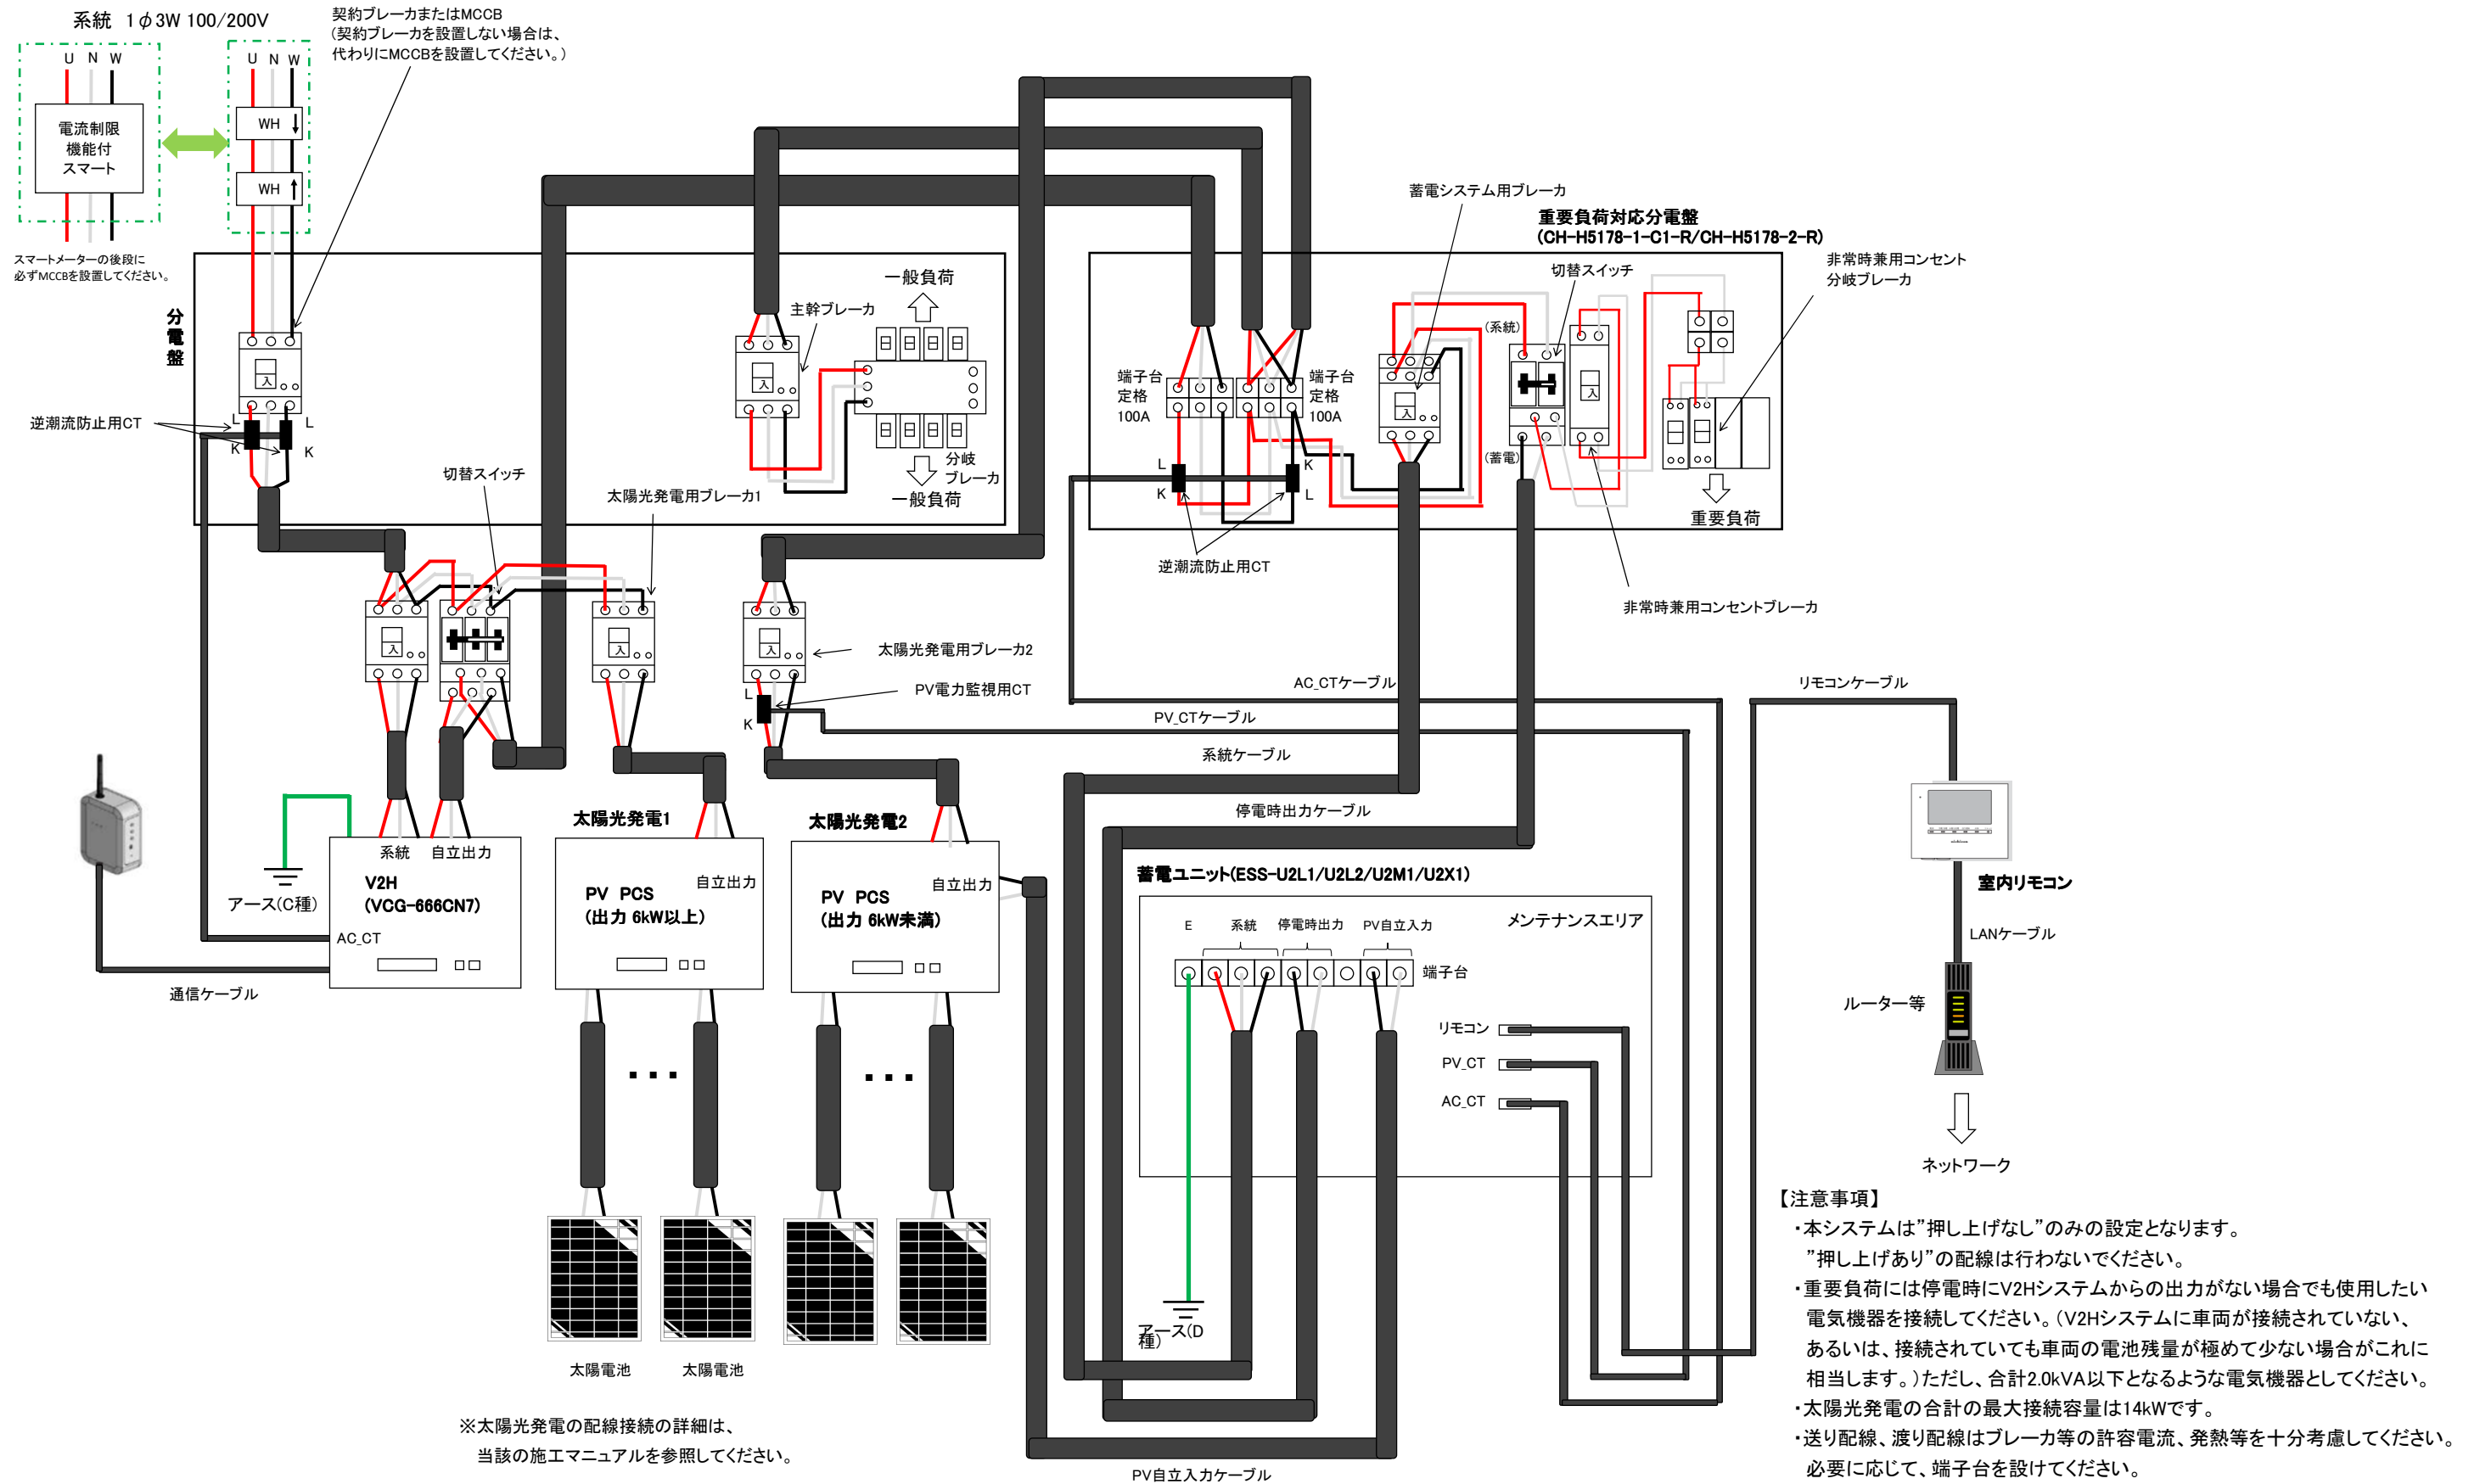 系統 1φ3W 100/200V
契約ブレーカまたはMCCB
(契約ブレーカを設置しない場合は、
代わりにMCCBを設置してください。)
U N W
U N W
電流制限
機能付
スマート
WH
WH
スマートメーターの後段に
必ずMCCBを設置してください。
分電盤
入
逆潮流防止用CT
L
K
L
K
切替スイッチ
太陽光発電用ブレーカ1
主幹ブレーカ
入
一般負荷
分岐
ブレーカ
一般負荷
蓄電システム用ブレーカ
重要負荷対応分電盤
(CH-H5178-1-C1-R/CH-H5178-2-R)
非常時兼用コンセント
分岐ブレーカ
切替スイッチ
(系統)
(蓄電)
端子台
定格
100A
端子台
定格
100A
入
入
L
K
K
L
逆潮流防止用CT
重要負荷
非常時兼用コンセントブレーカ
入
入
入
太陽光発電用ブレーカ2
L
K
PV電力監視用CT
AC_CTケーブル
PV_CTケーブル
系統ケーブル
停電時出力ケーブル
リモコンケーブル
アース(C種)
系統 自立出力
V2H
(VCG-666CN7)
AC_CT
通信ケーブル
太陽光発電1
自立出力
PV PCS
(出力 6kW以上)
太陽光発電2
自立出力
PV PCS
(出力 6kW未満)
蓄電ユニット(ESS-U2L1/U2L2/U2M1/U2X1)
メンテナンスエリア
E 系統 停電時出力 PV自立入力
端子台
リモコン
PV_CT
AC_CT
アース(D
種)
室内リモコン
LANケーブル
ルーター等
ネットワーク
・・・
・・・
太陽電池 太陽電池
※太陽光発電の配線接続の詳細は、
当該の施工マニュアルを参照してください。
PV自立入力ケーブル
【注意事項】
・本システムは”押し上げなし”のみの設定となります。
”押し上げあり”の配線は行わないでください。
・重要負荷には停電時にV2Hシステムからの出力がない場合でも使用したい
電気機器を接続してください。(V2Hシステムに車両が接続されていない、
あるいは、接続されていても車両の電池残量が極めて少ない場合がこれに
相当します。)ただし、合計2.0kVA以下となるような電気機器としてください。
・太陽光発電の合計の最大接続容量は14kWです。
・送り配線、渡り配線はブレーカ等の許容電流、発熱等を十分考慮してください。
必要に応じて、端子台を設けてください。